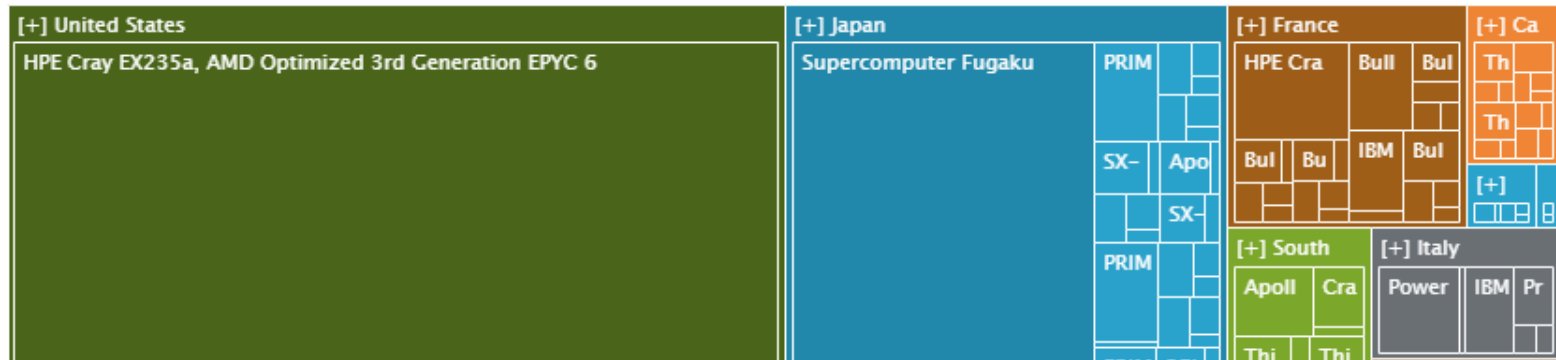 [+] United States
HPE Cray EX235a, AMD Optimized 3rd Generation EPYC 6
[+] Japan
Supercomputer Fugaku
PRIM
SX-
Apo
SX-
PRIM
[+] France
HPE Cra
Bull
Bul
Bul
Bu
IBM
Bul
[+] Ca
Th
Th
[+]
[+] South
Apoll
Cra
Thi
Thi
[+] Italy
Power
IBM
Pr